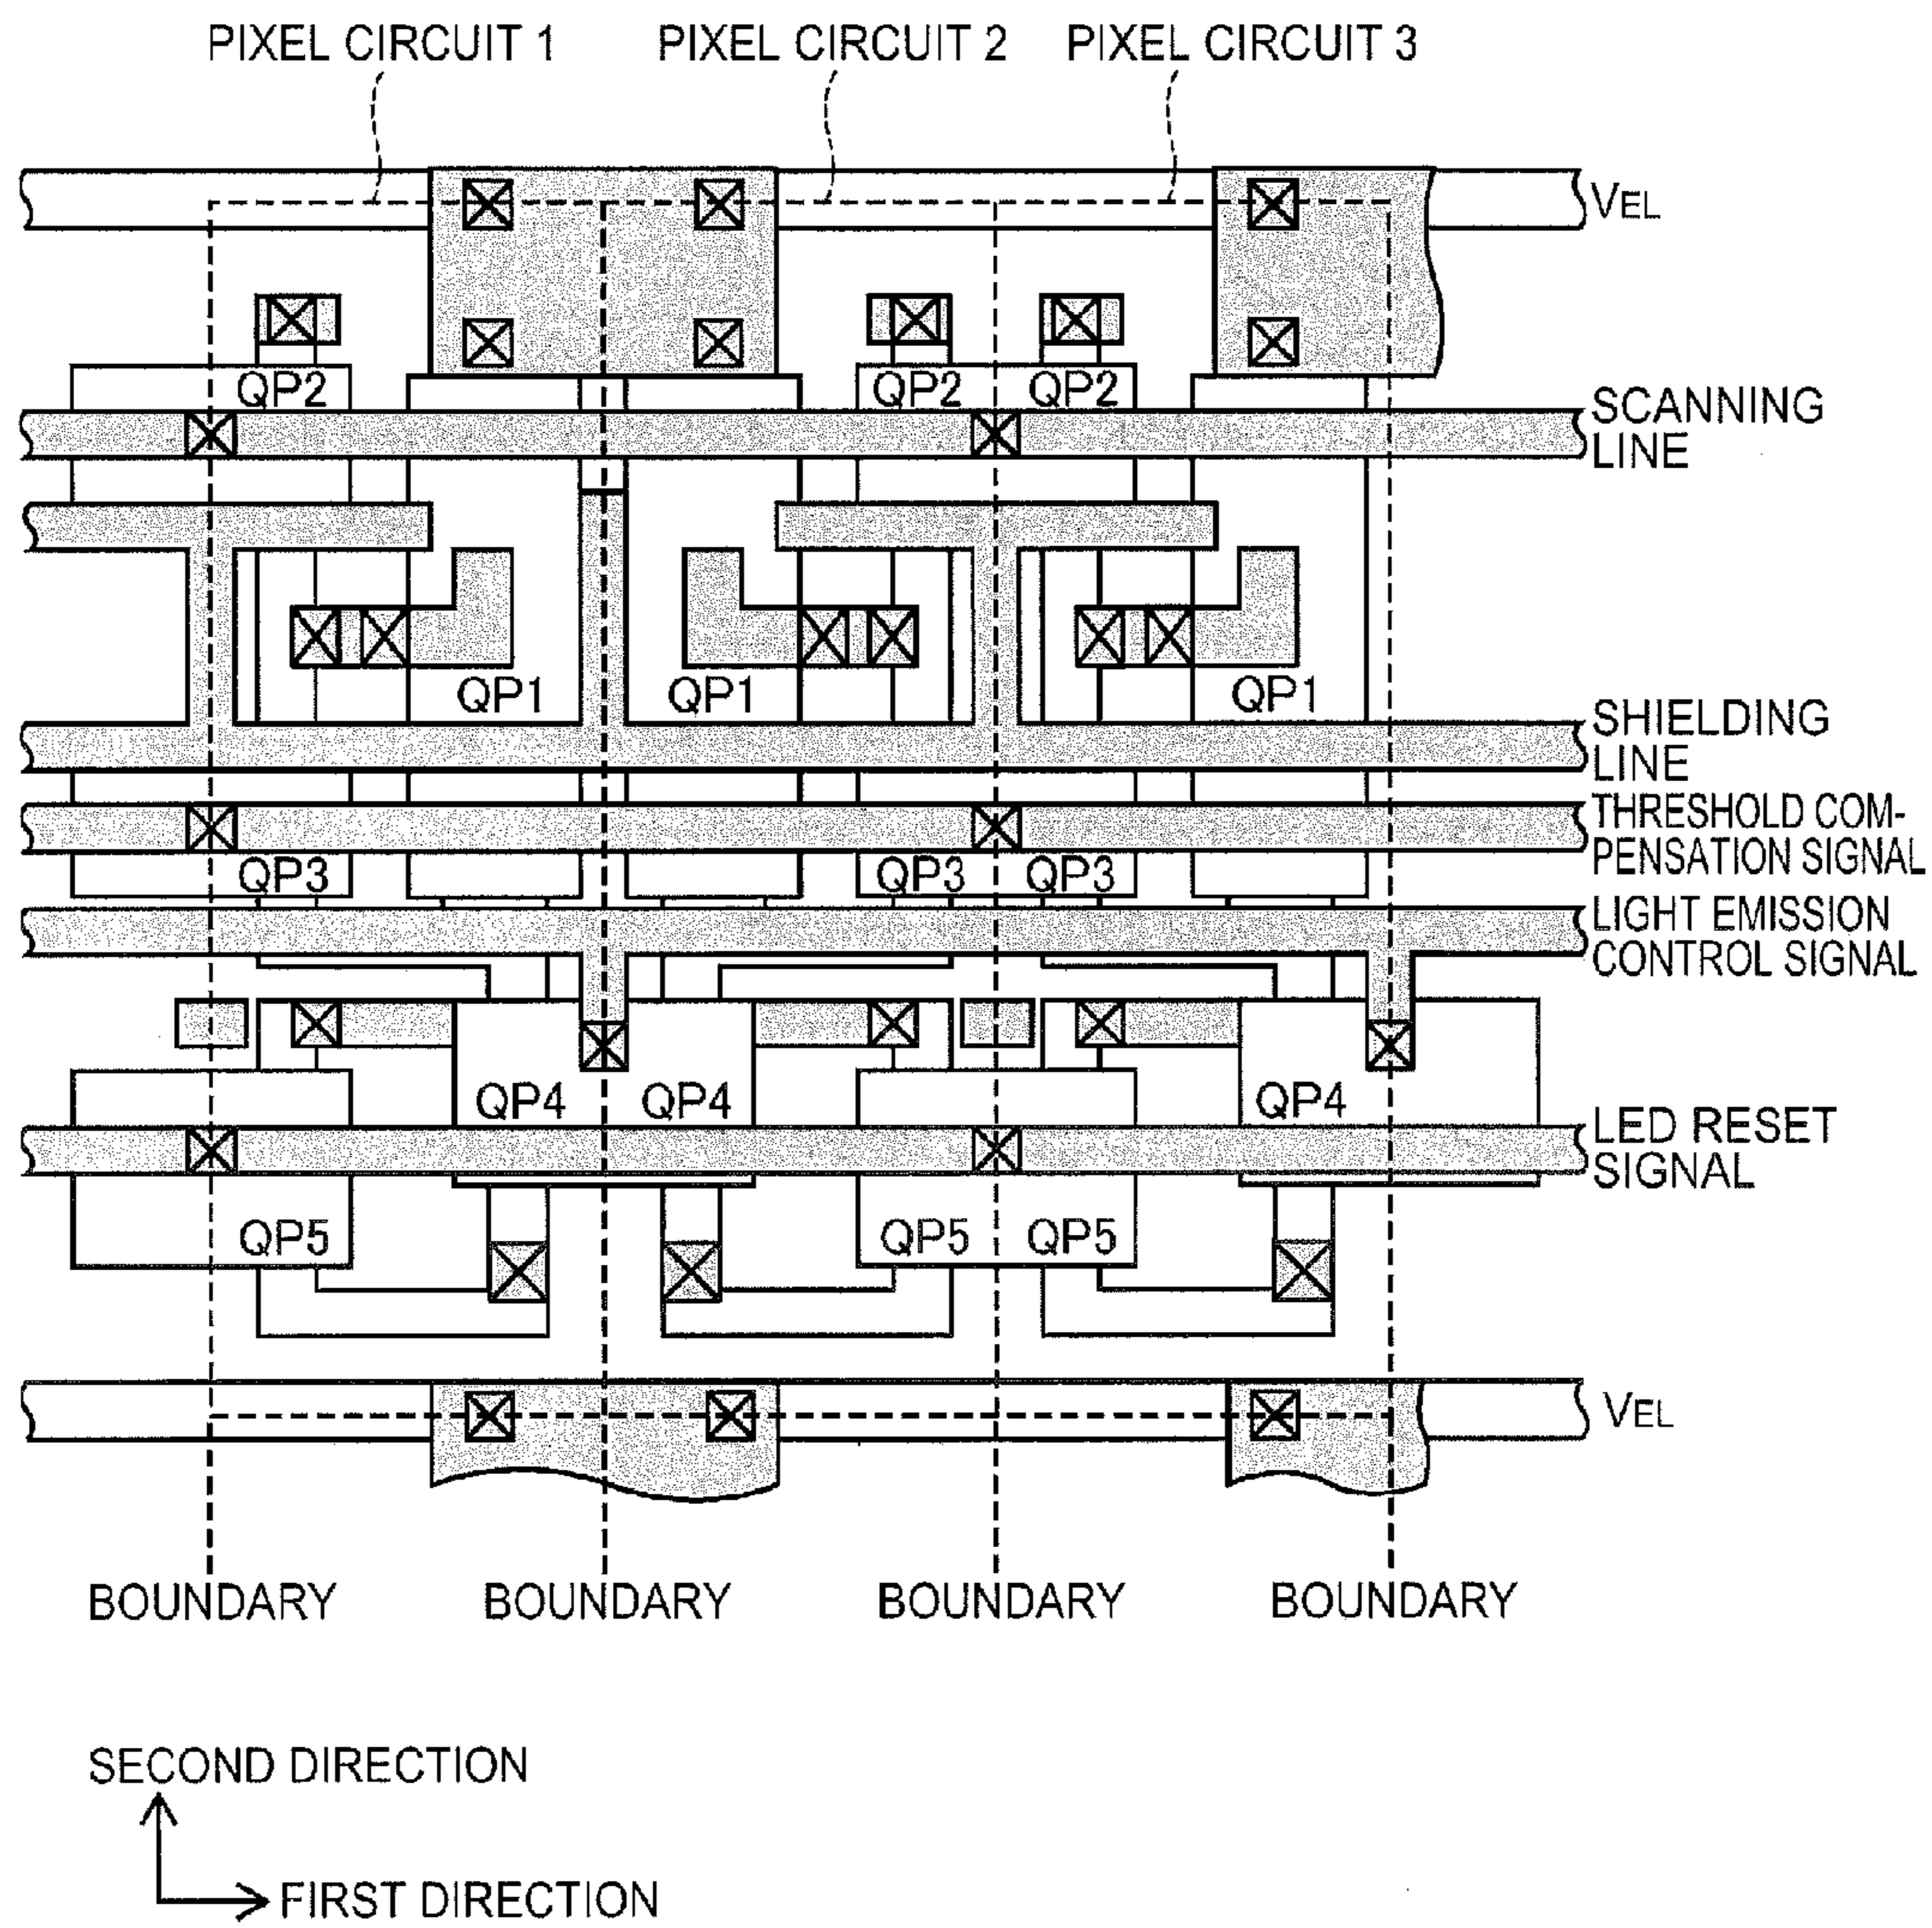 PIXEL CIRCUIT 1
PIXEL CIRCUIT 2
PIXEL CIRCUIT 3
VEL
QP2
QP2
QP2
SCANNING
LINE
QP1
QP1
QP1
SHIELDING
LINE
THRESHOLD COM-
PENSATION SIGNAL
QP3
QP3
QP3
LIGHT EMISSION
CONTROL SIGNAL
QP4
QP4
QP4
LED RESET
SIGNAL
QP5
QP5
QP5
VEL
BOUNDARY
BOUNDARY
BOUNDARY
BOUNDARY
SECOND DIRECTION
FIRST DIRECTION